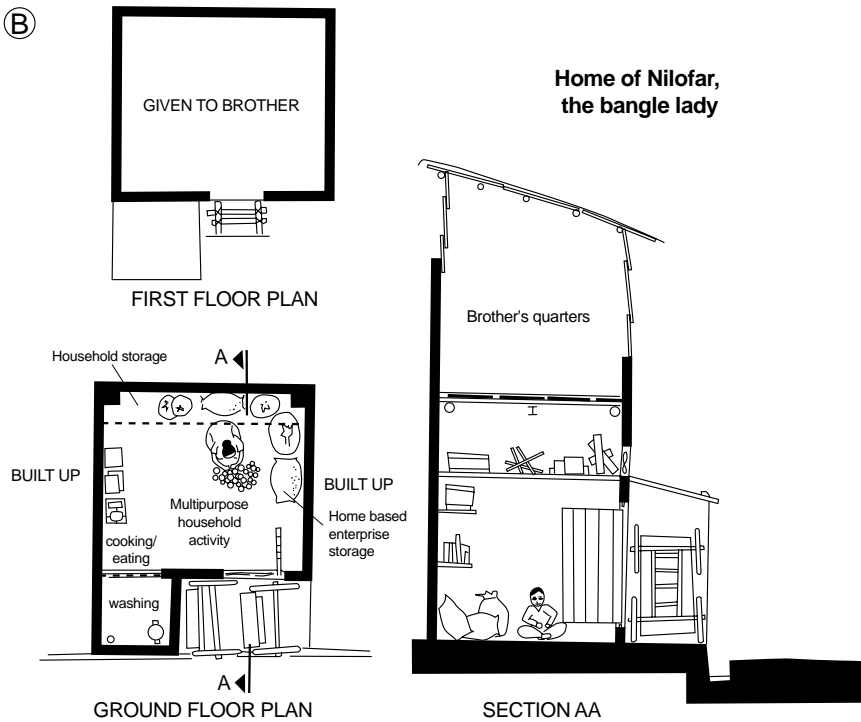 B
Home of Nilofar,
the bangle lady
GIVEN TO BROTHER
FIRST FLOOR PLAN
Brother's quarters
Household storage
A
BUILT UP
BUILT UP
Multipurpose
household
activity
Home based
enterprise
storage
cooking/
eating
washing
A
GROUND FLOOR PLAN
SECTION AA